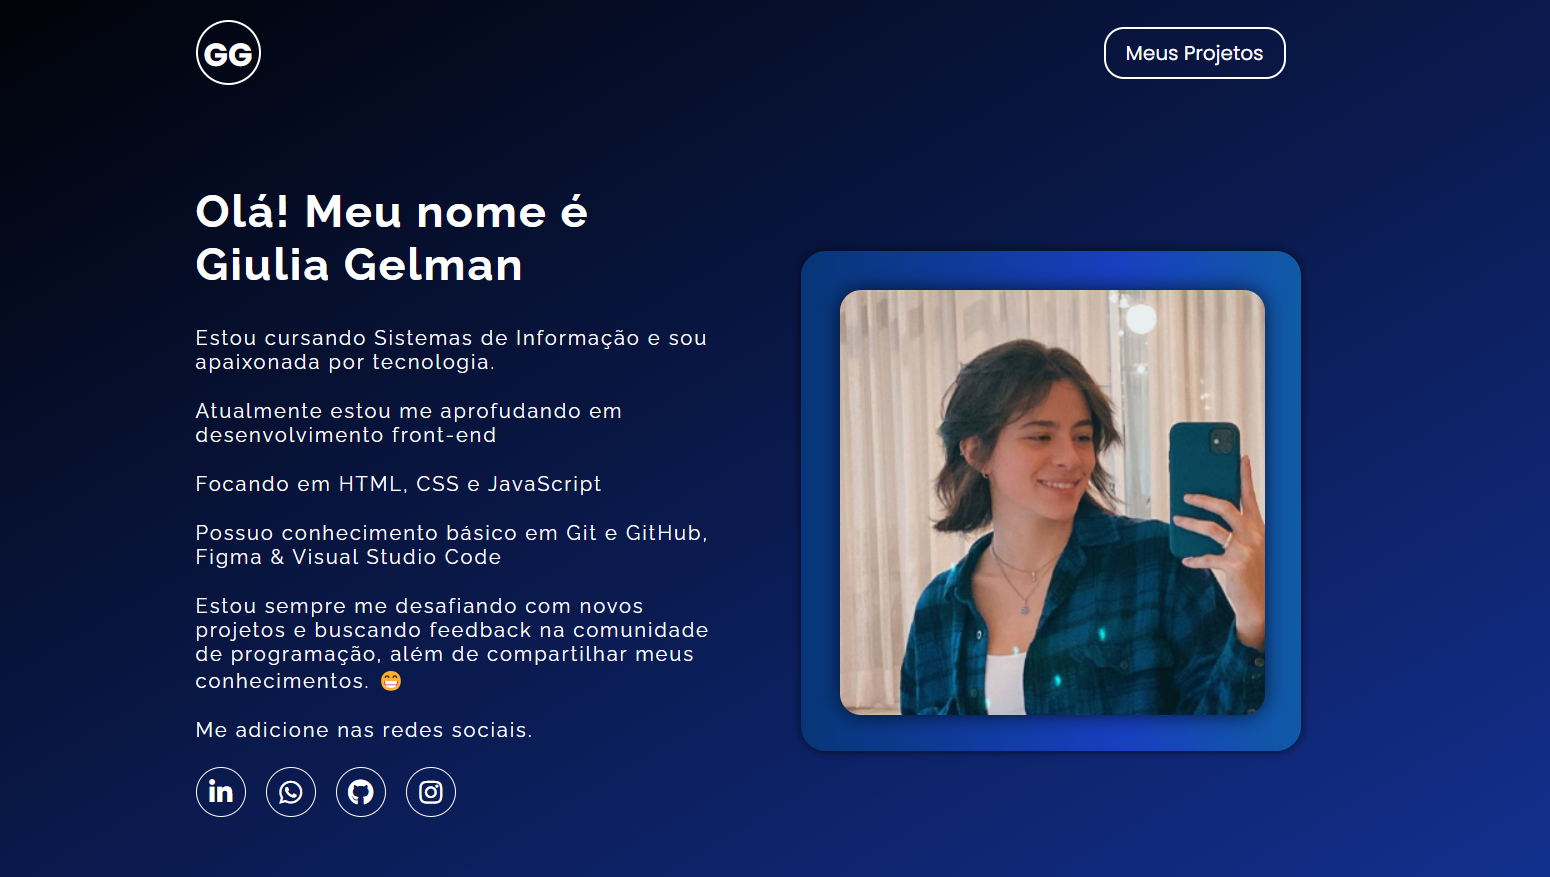 GG
Meus Projetos
Olá! Meu nome é
Giulia Gelman
Estou cursando Sistemas de Informação e sou
apaixonada por tecnologia.
Atualmente estou me aprofudando em
desenvolvimento front-end
Focando em HTML, CSS e JavaScript
Possuo conhecimento básico em Git e GitHub,
Figma & Visual Studio Code
Estou sempre me desafiando com novos
projetos e buscando feedback na comunidade
de programação, além de compartilhar meus
conhecimentos. 😁
Me adicione nas redes sociais.
in